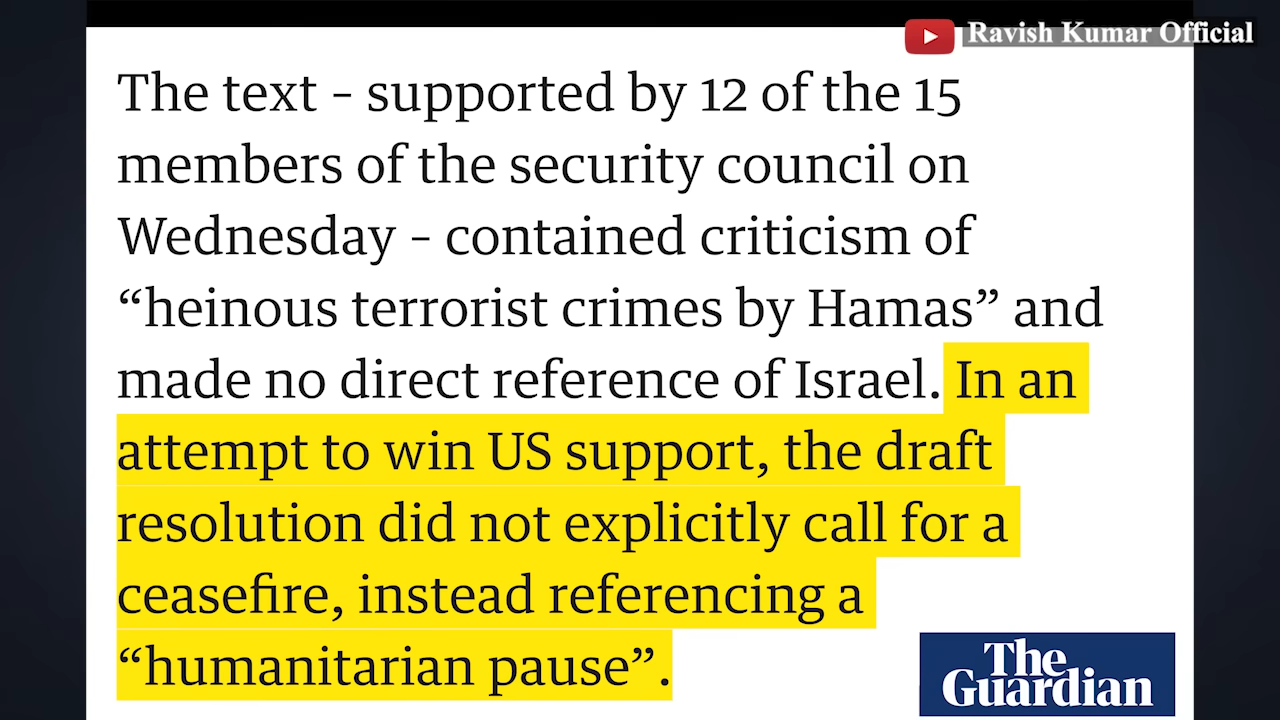 Ravish Kumar Official
The text – supported by 12 of the 15
members of the security council on
Wednesday – contained criticism of
“heinous terrorist crimes by Hamas” and
made no direct reference of Israel. In an
attempt to win US support, the draft
resolution did not explicitly call for a
ceasefire, instead referencing a
“humanitarian pause”.
The
Guardian